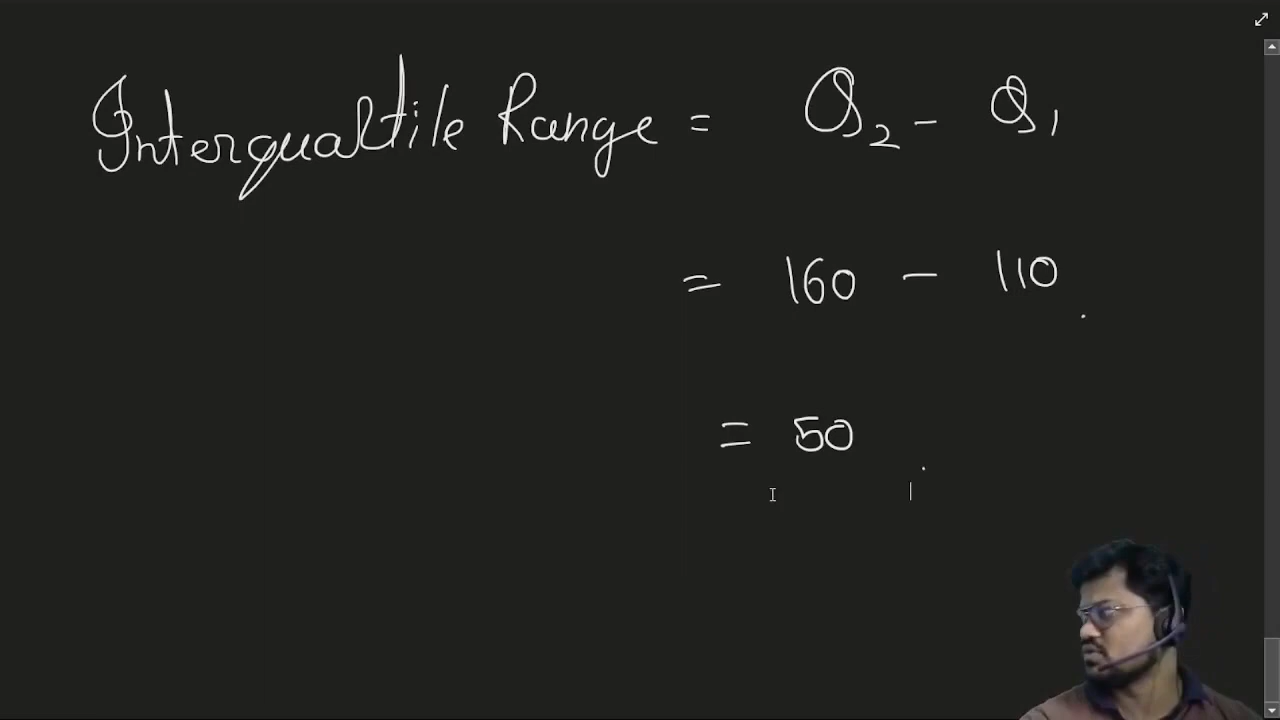 Interqualtile Range = Q2 - Q1
= 160 - 110
= 50